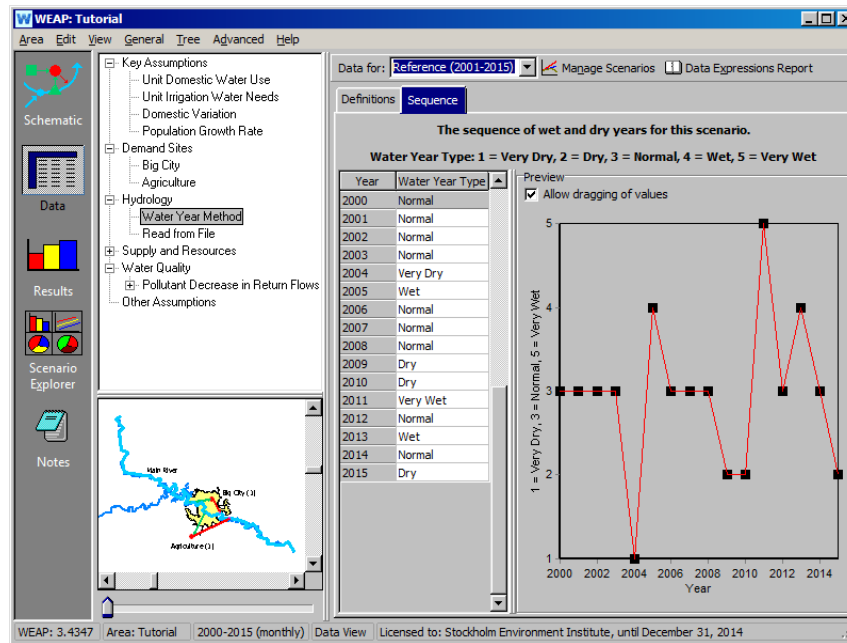 WEAP: Tutorial
Area Edit View General Tree Advanced Help
Schematic
Data
Results
Scenario
Explorer
Notes
Key Assumptions
Unit Domestic Water Use
Unit Irrigation Water Needs
Domestic Variation
Population Growth Rate
Demand Sites
Big City
Agriculture
Hydrology
Water Year Method
Read from File
Supply and Resources
Water Quality
Pollutant Decrease in Return Flows
Other Assumptions
Main River
Big City (1)
Agriculture (1)
Data for: Reference (2001-2015) Manage Scenarios Data Expressions Report
Definitions Sequence
The sequence of wet and dry years for this scenario.
Water Year Type: 1 = Very Dry, 2 = Dry, 3 = Normal, 4 = Wet, 5 = Very Wet
Year Water Year Type
2000 Normal
2001 Normal
2002 Normal
2003 Normal
2004 Very Dry
2005 Wet
2006 Normal
2007 Normal
2008 Normal
2009 Dry
2010 Dry
2011 Very Wet
2012 Normal
2013 Wet
2014 Normal
2015 Dry
Preview
Allow dragging of values
1 = Very Dry, 3 = Normal, 5 = Very Wet
5
4
3
2
1
2000 2002 2004 2006 2008 2010 2012 2014
Year
WEAP: 3.4347 Area: Tutorial 2000-2015 (monthly) Data View Licensed to: Stockholm Environment Institute, until December 31, 2014